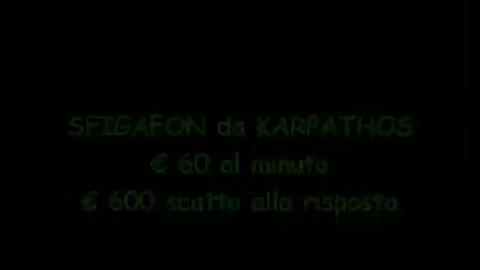 SFIGAFON da KARPATHOS
€ 60 al minuto
€ 600 scatto alla risposta